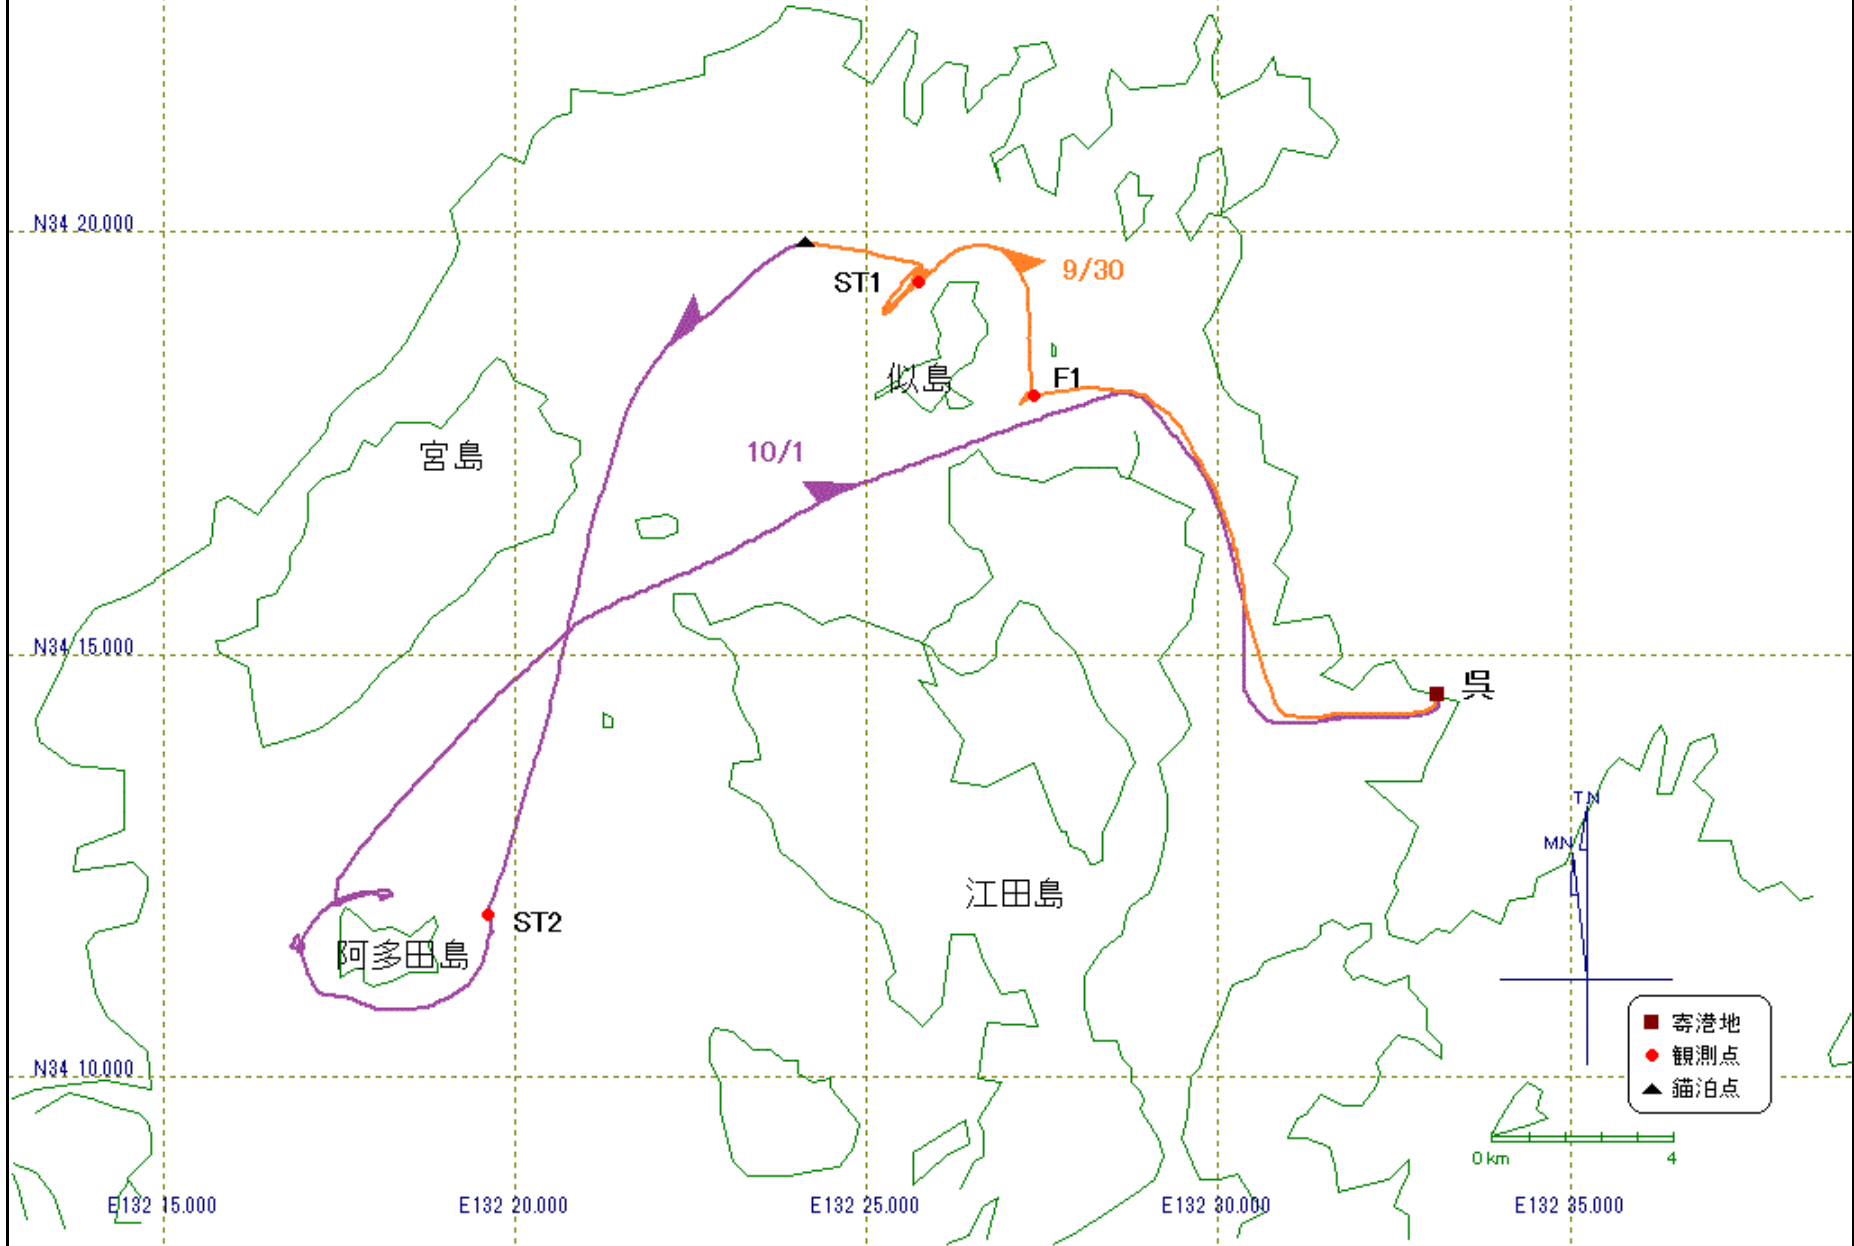 N34 20.000
ST1
9/30
似島
F1
宮島
10/1
N34 15.000
呉
TN
MN
江田島
ST2
阿多田島
寄港地
観測点
錨泊点
N34 10.000
0 km 4
E132 15.000
E132 20.000
E132 25.000
E132 30.000
E132 35.000